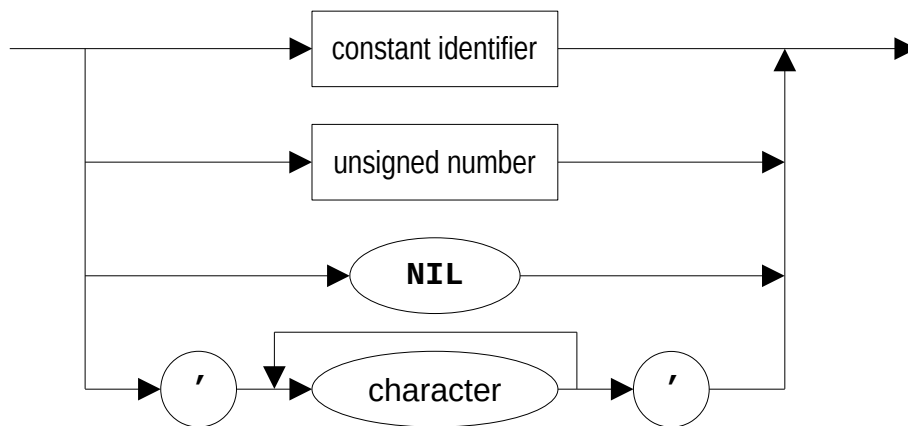 constant identifier
unsigned number
NIL
' character '